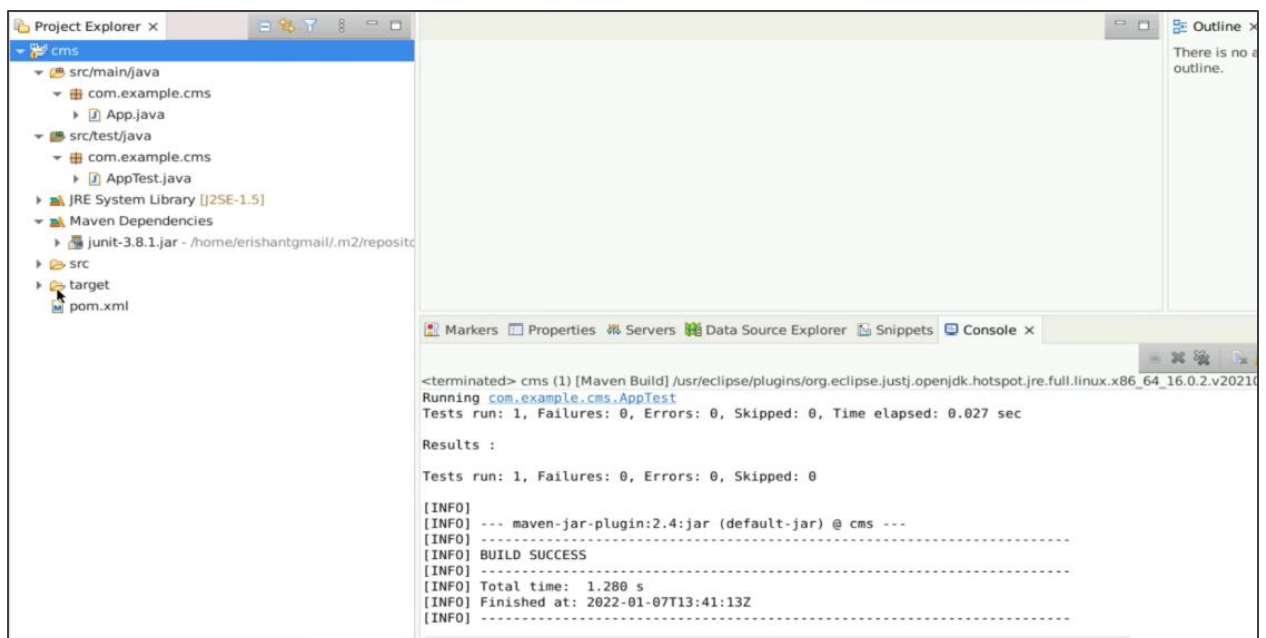 Project Explorer
cms
src/main/java
com.example.cms
App.java
src/test/java
com.example.cms
AppTest.java
JRE System Library [J2SE-1.5]
Maven Dependencies
junit-3.8.1.jar - /home/erishantgmail/.m2/reposito
src
target
pom.xml
Outline
There is no a
outline.
Markers Properties Servers Data Source Explorer Snippets Console
<terminated> cms (1) [Maven Build] /usr/eclipse/plugins/org.eclipse.justj.openjdk.hotspot.jre.full.linux.x86_64_16.0.2.v20210
Running com.example.cms.AppTest
Tests run: 1, Failures: 0, Errors: 0, Skipped: 0, Time elapsed: 0.027 sec
Results :
Tests run: 1, Failures: 0, Errors: 0, Skipped: 0
[INFO]
[INFO] --- maven-jar-plugin:2.4:jar (default-jar) @ cms ---
[INFO] ------------------------------------------------------------------------
[INFO] BUILD SUCCESS
[INFO] ------------------------------------------------------------------------
[INFO] Total time: 1.280 s
[INFO] Finished at: 2022-01-07T13:41:13Z
[INFO] ------------------------------------------------------------------------